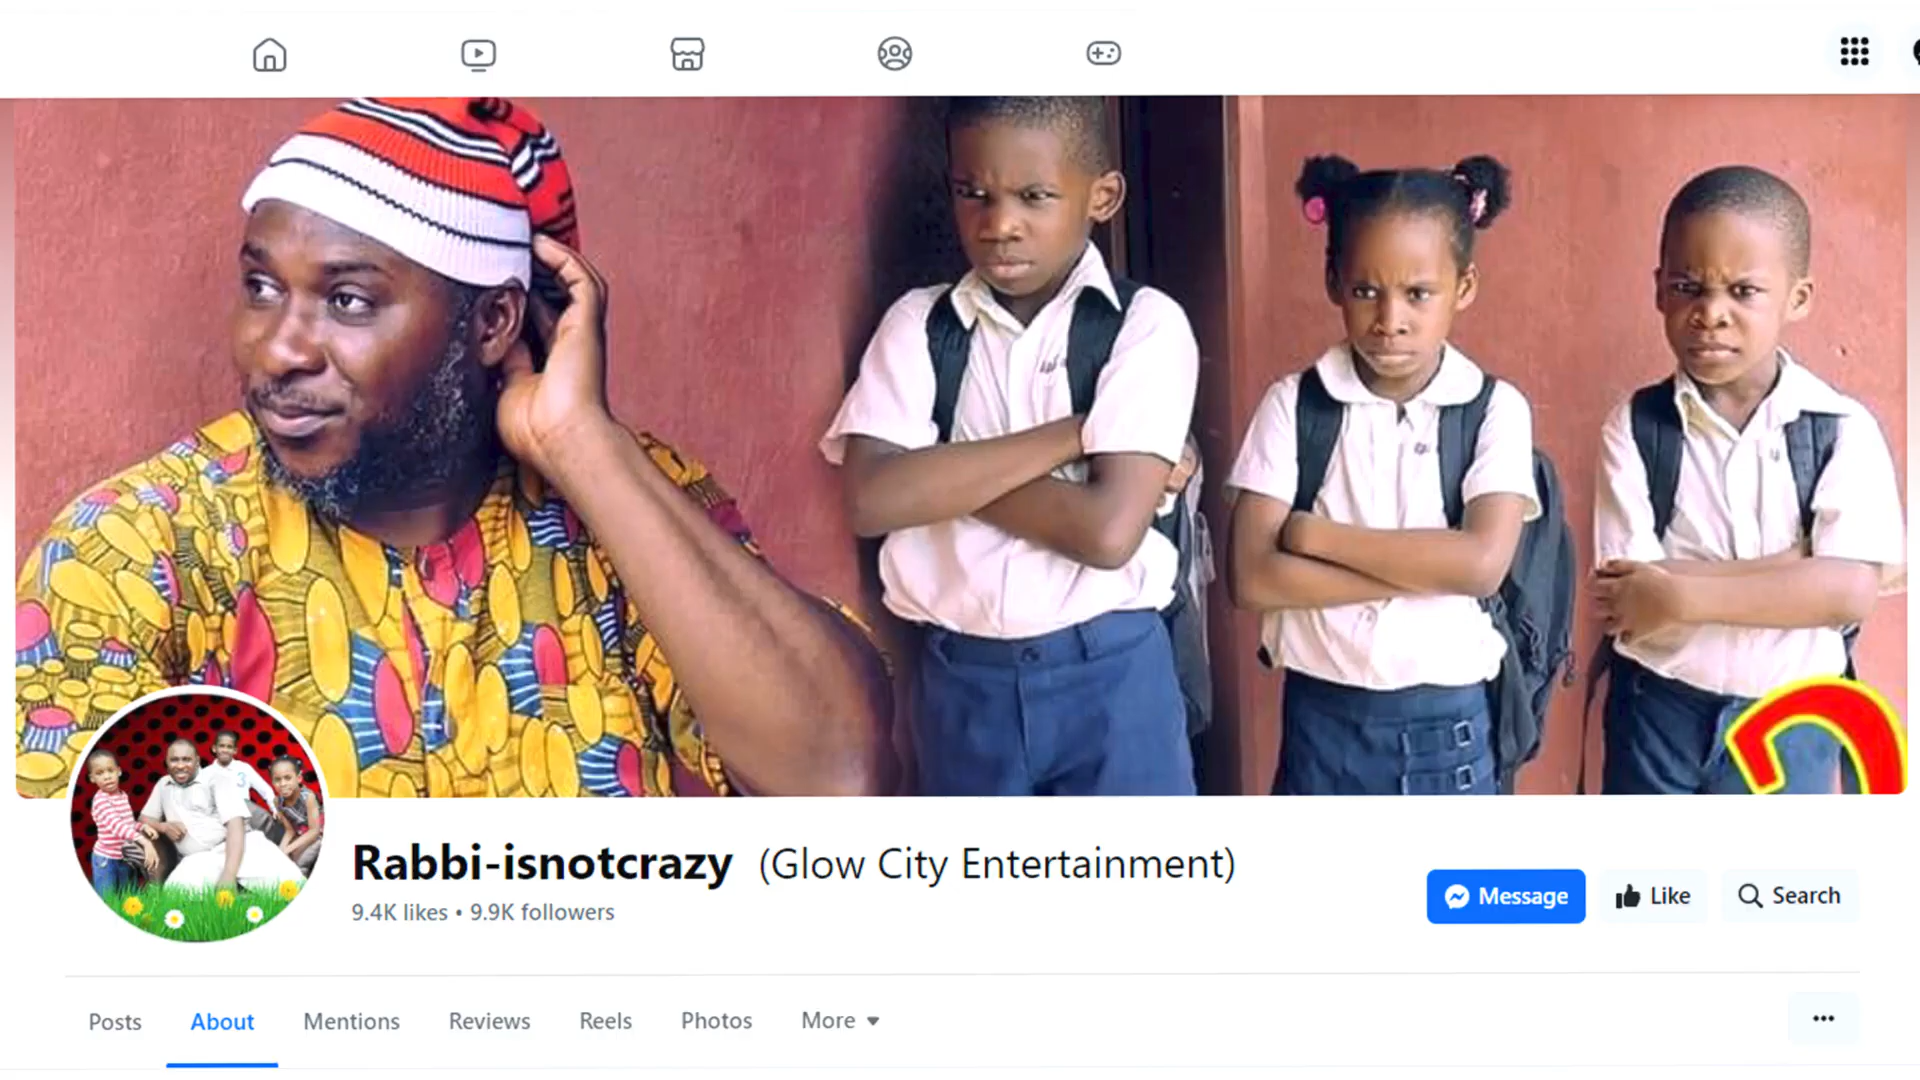 Rabbi-isnotcrazy (Glow City Entertainment)
9.4K likes • 9.9K followers
Message
Like
Search
Posts
About
Mentions
Reviews
Reels
Photos
More